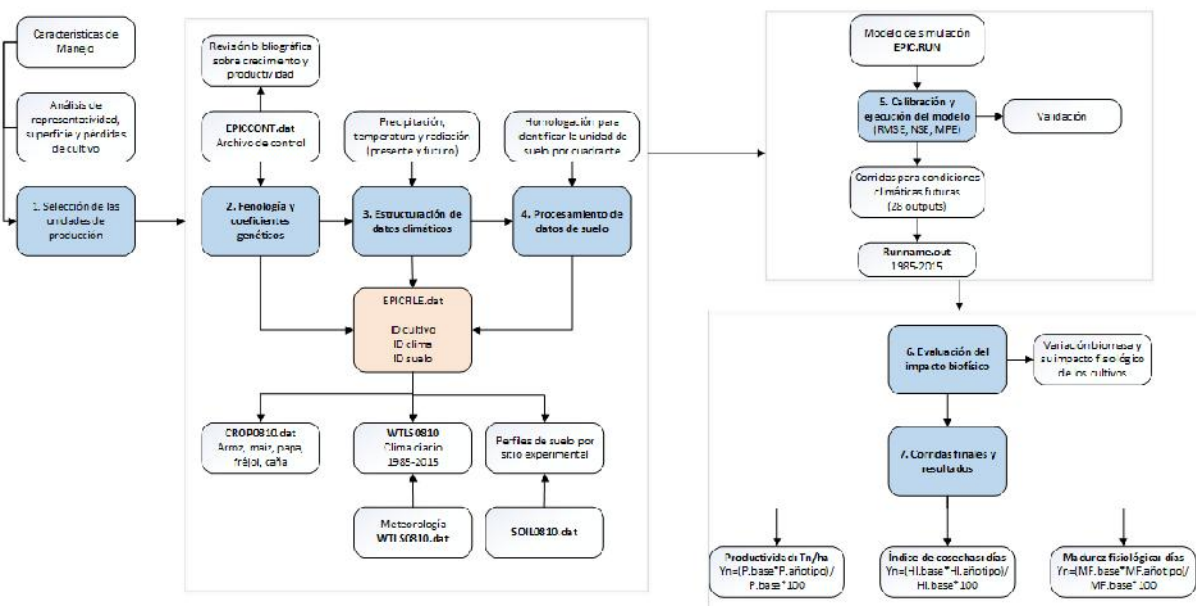 Características de
Manejo
Análisis de
representatividad,
superficie y pérdidas
de cultivo
1. Selección de las
unidades de
producción
Revisión bibliográfica
sobre crecimiento y
productividad
EPICCONT.dat
Archivo de control
2. Fenología y
coeficientes
genéticos
Precipitación,
temperatura y radiación
(presente y futuro)
3. Estructuración de
datos climáticos
Homologación para
identificar la unidad de
suelo por cuadrante
4. Procesamiento de
datos de suelo
EPICRLE.dat
ID cultivo
ID clima
ID suelo
CROP0810.dat
Arroz, maíz, papa,
fréjol, caña
WTLS0810
Clima diario
1985-2015
Perfiles de suelo por
sitio experimental
Meteorología
WTLS0810.dat
SOIL0810.dat
Modelo de simulación
EPIC.RUN
5. Calibración y
ejecución del modelo
(RMSE, NSE, MPE)
Validación
Corridas para condiciones
climáticas futuras
(28 outputs)
Runname.out
1985-2015
6. Evaluación del
impacto biofísico
Variación biomasa y
su impacto fisiológico
de los cultivos
7. Corridas finales y
resultados
Productividad: Tn/ha
Yn=(P.base*P.añotipo)/
P.base*100
Índice de cosecha: días
Yn=(HI.base*HI.añotipo)/
HI.base*100
Madurez fisiológica: días
Yn=(MF.base*MF.añotipo)/
MF.base*100